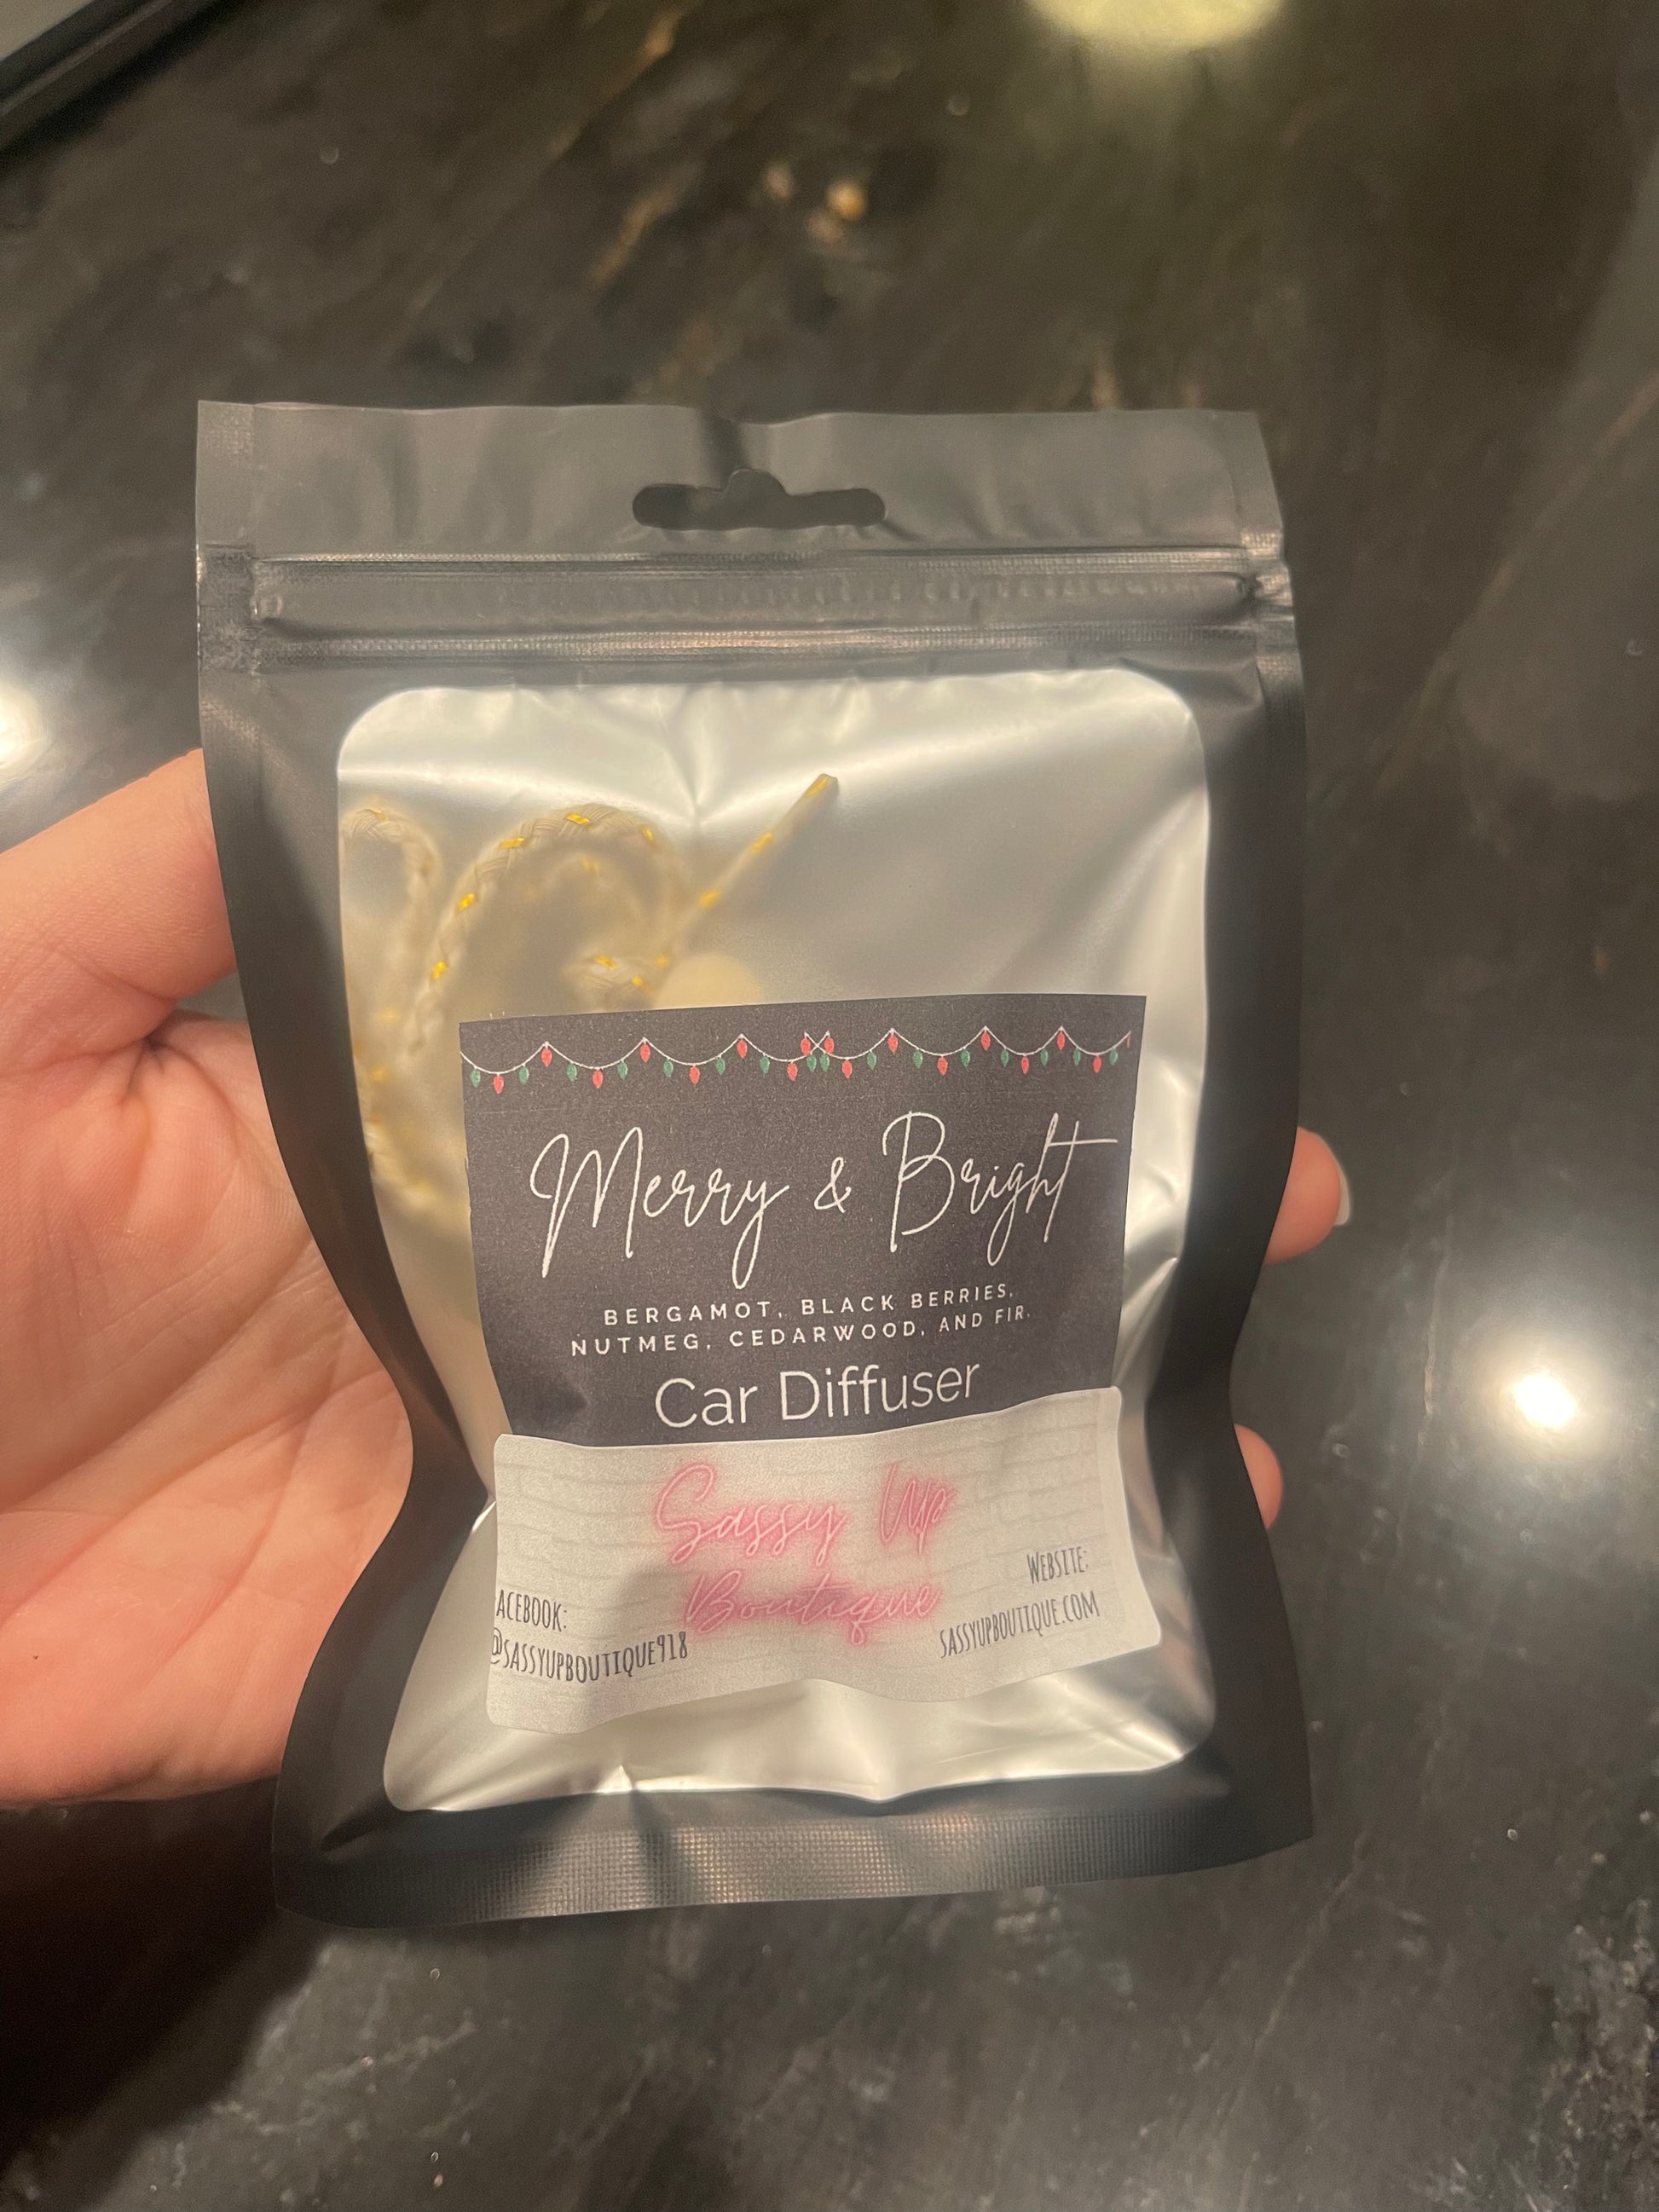 Merry & Bright
BERGAMOT, BLACK BERRIES,
NUTMEG, CEDARWOOD, AND FIR.
Car Diffuser
Sassy Up
Boutique
ACEBOOK:
@SASSYUPBOUTIQUE918
WEBSITE:
SASSYUPBOUTIQUE.COM